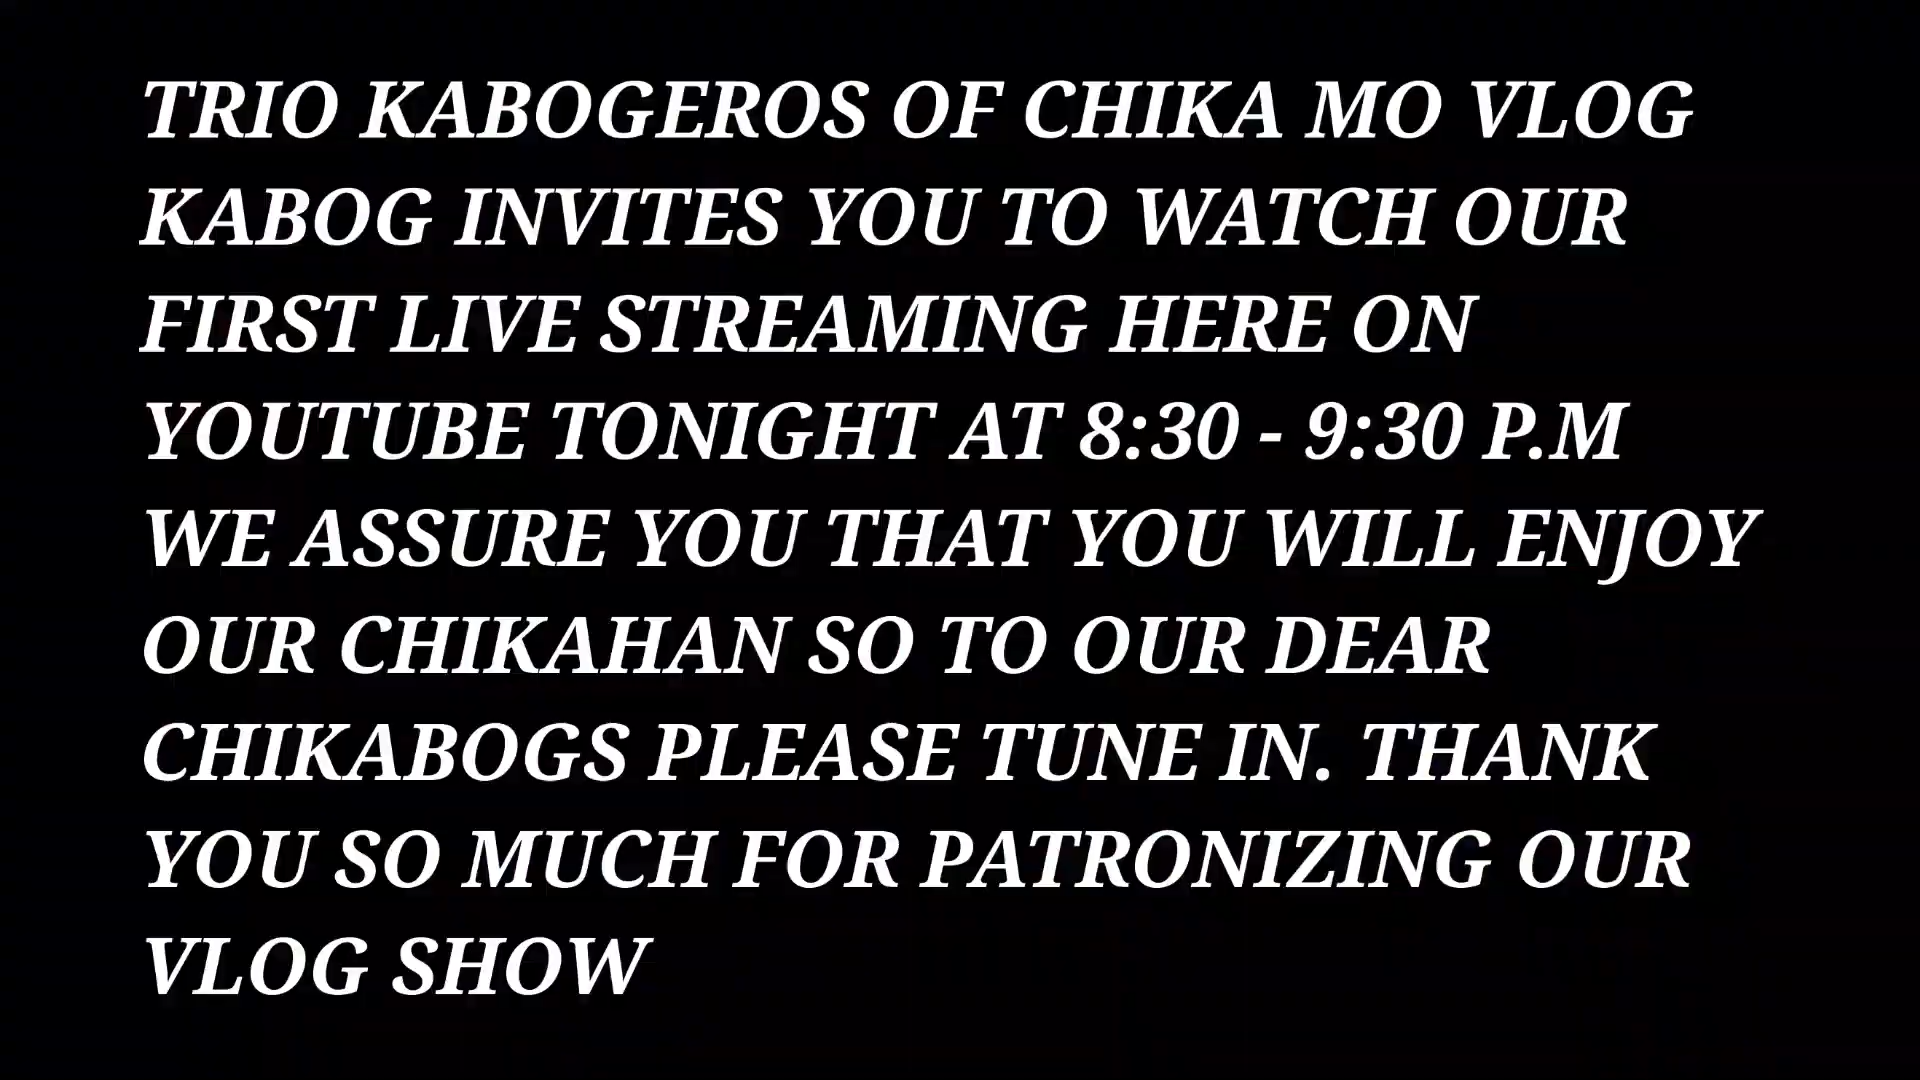 TRIO KABOGEROS OF CHIKA MO VLOG
KABOG INVITES YOU TO WATCH OUR
FIRST LIVE STREAMING HERE ON
YOUTUBE TONIGHT AT 8:30 - 9:30 P.M
WE ASSURE YOU THAT YOU WILL ENJOY
OUR CHIKAHAN SO TO OUR DEAR
CHIKABOGS PLEASE TUNE IN. THANK
YOU SO MUCH FOR PATRONIZING OUR
VLOG SHOW